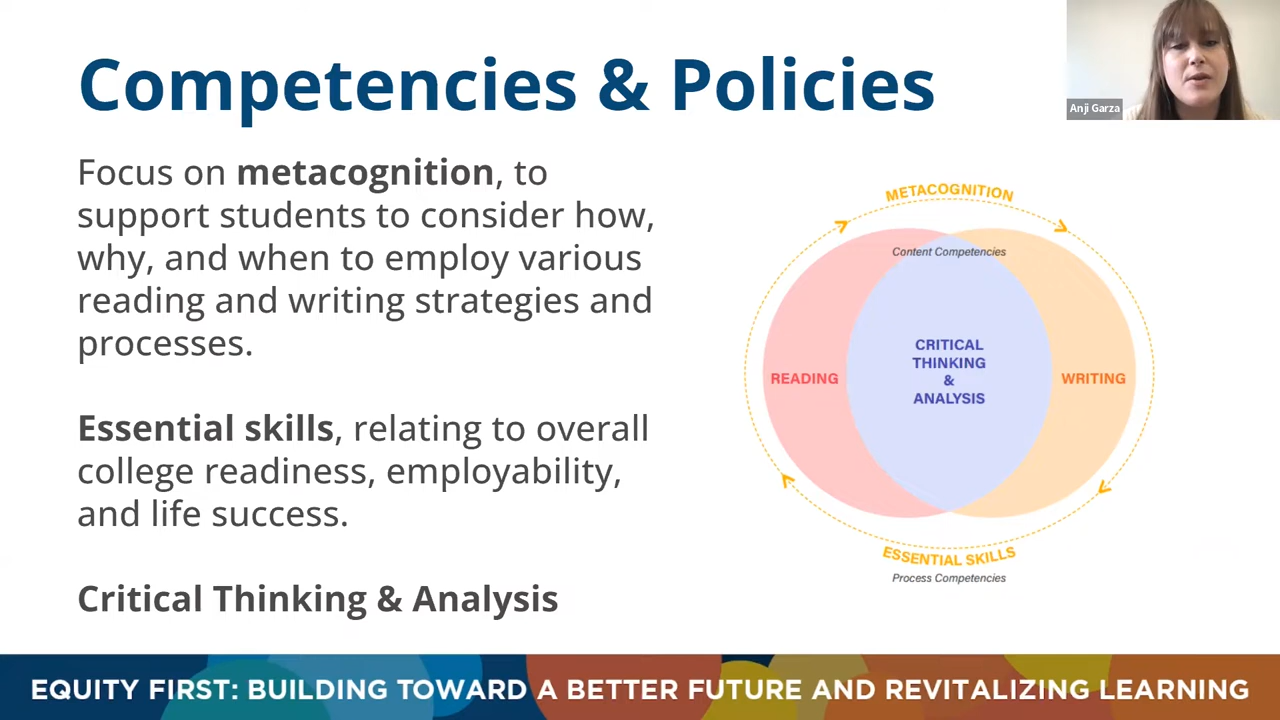 Competencies & Policies
Anji Garza
Focus on metacognition, to
support students to consider how,
why, and when to employ various
reading and writing strategies and
processes.
Essential skills, relating to overall
college readiness, employability,
and life success.
Critical Thinking & Analysis
METACOGNITION
Content Competencies
READING
CRITICAL
THINKING
&
ANALYSIS
WRITING
ESSENTIAL SKILLS
Process Competencies
EQUITY FIRST: BUILDING TOWARD A BETTER FUTURE AND REVITALIZING LEARNING